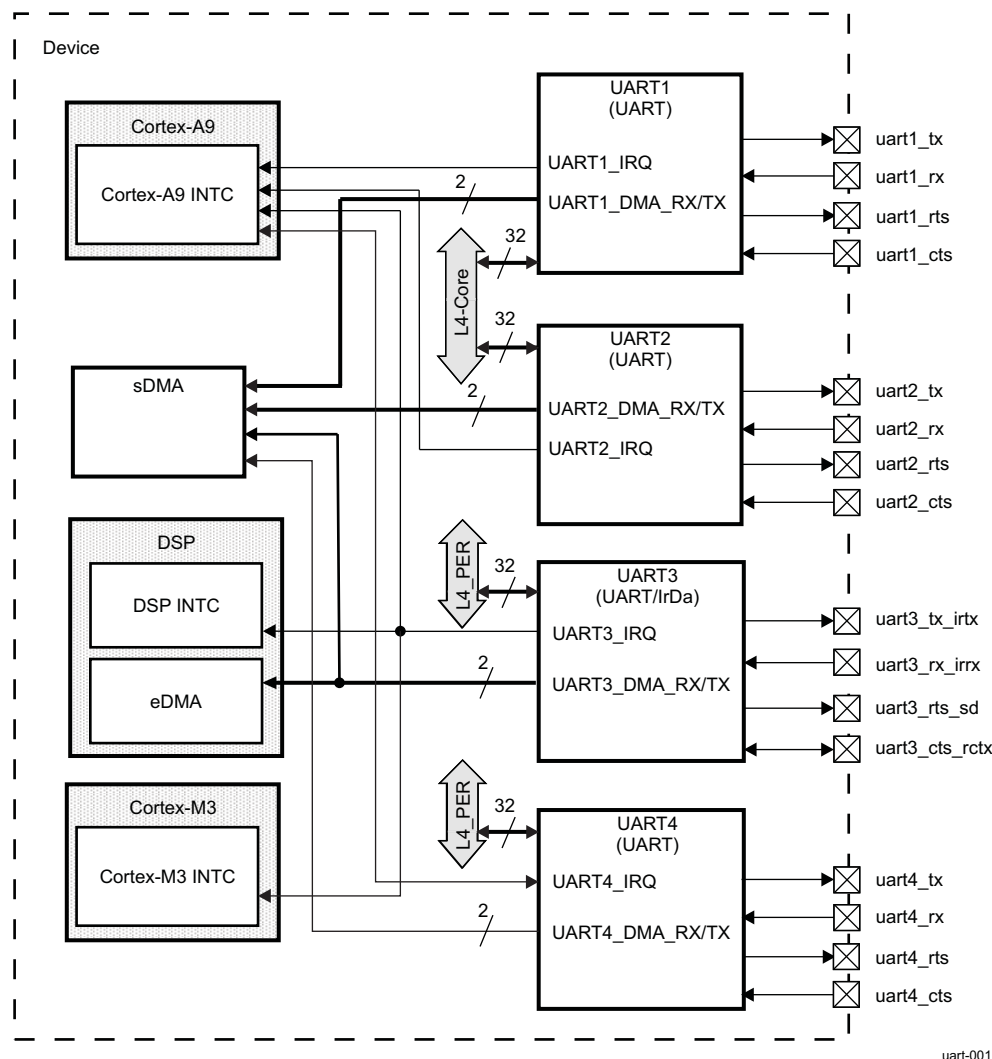 Device
Cortex-A9
Cortex-A9 INTC
sDMA
DSP
DSP INTC
eDMA
Cortex-M3
Cortex-M3 INTC
2
32
L4-Core
32
2
L4_PER
32
2
L4_PER
32
2
UART1
(UART)
UART1_IRQ
UART1_DMA_RX/TX
UART2
(UART)
UART2_DMA_RX/TX
UART2_IRQ
UART3
(UART/IrDa)
UART3_IRQ
UART3_DMA_RX/TX
UART4
(UART)
UART4_IRQ
UART4_DMA_RX/TX
uart1_tx
uart1_rx
uart1_rts
uart1_cts
uart2_tx
uart2_rx
uart2_rts
uart2_cts
uart3_tx_irtx
uart3_rx_irrx
uart3_rts_sd
uart3_cts_rctx
uart4_tx
uart4_rx
uart4_rts
uart4_cts
uart-001